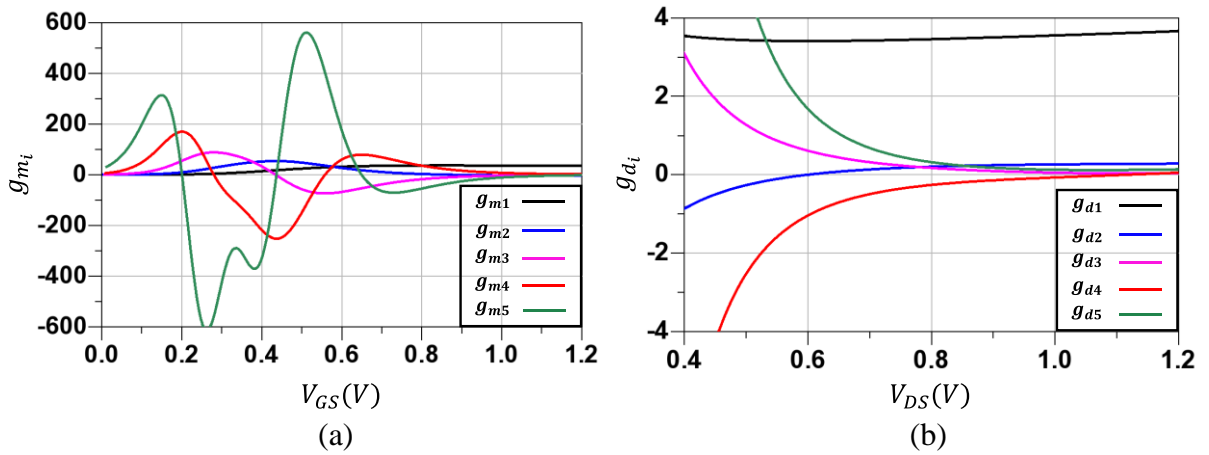 600
400
200
0
-200
-400
-600
g_{m_i}
g_{m1}
g_{m2}
g_{m3}
g_{m4}
g_{m5}
0.0 0.2 0.4 0.6 0.8 1.0 1.2
V_{GS}(V)
(a)
4
2
0
-2
-4
g_{d_i}
g_{d1}
g_{d2}
g_{d3}
g_{d4}
g_{d5}
0.4 0.6 0.8 1.0 1.2
V_{DS}(V)
(b)